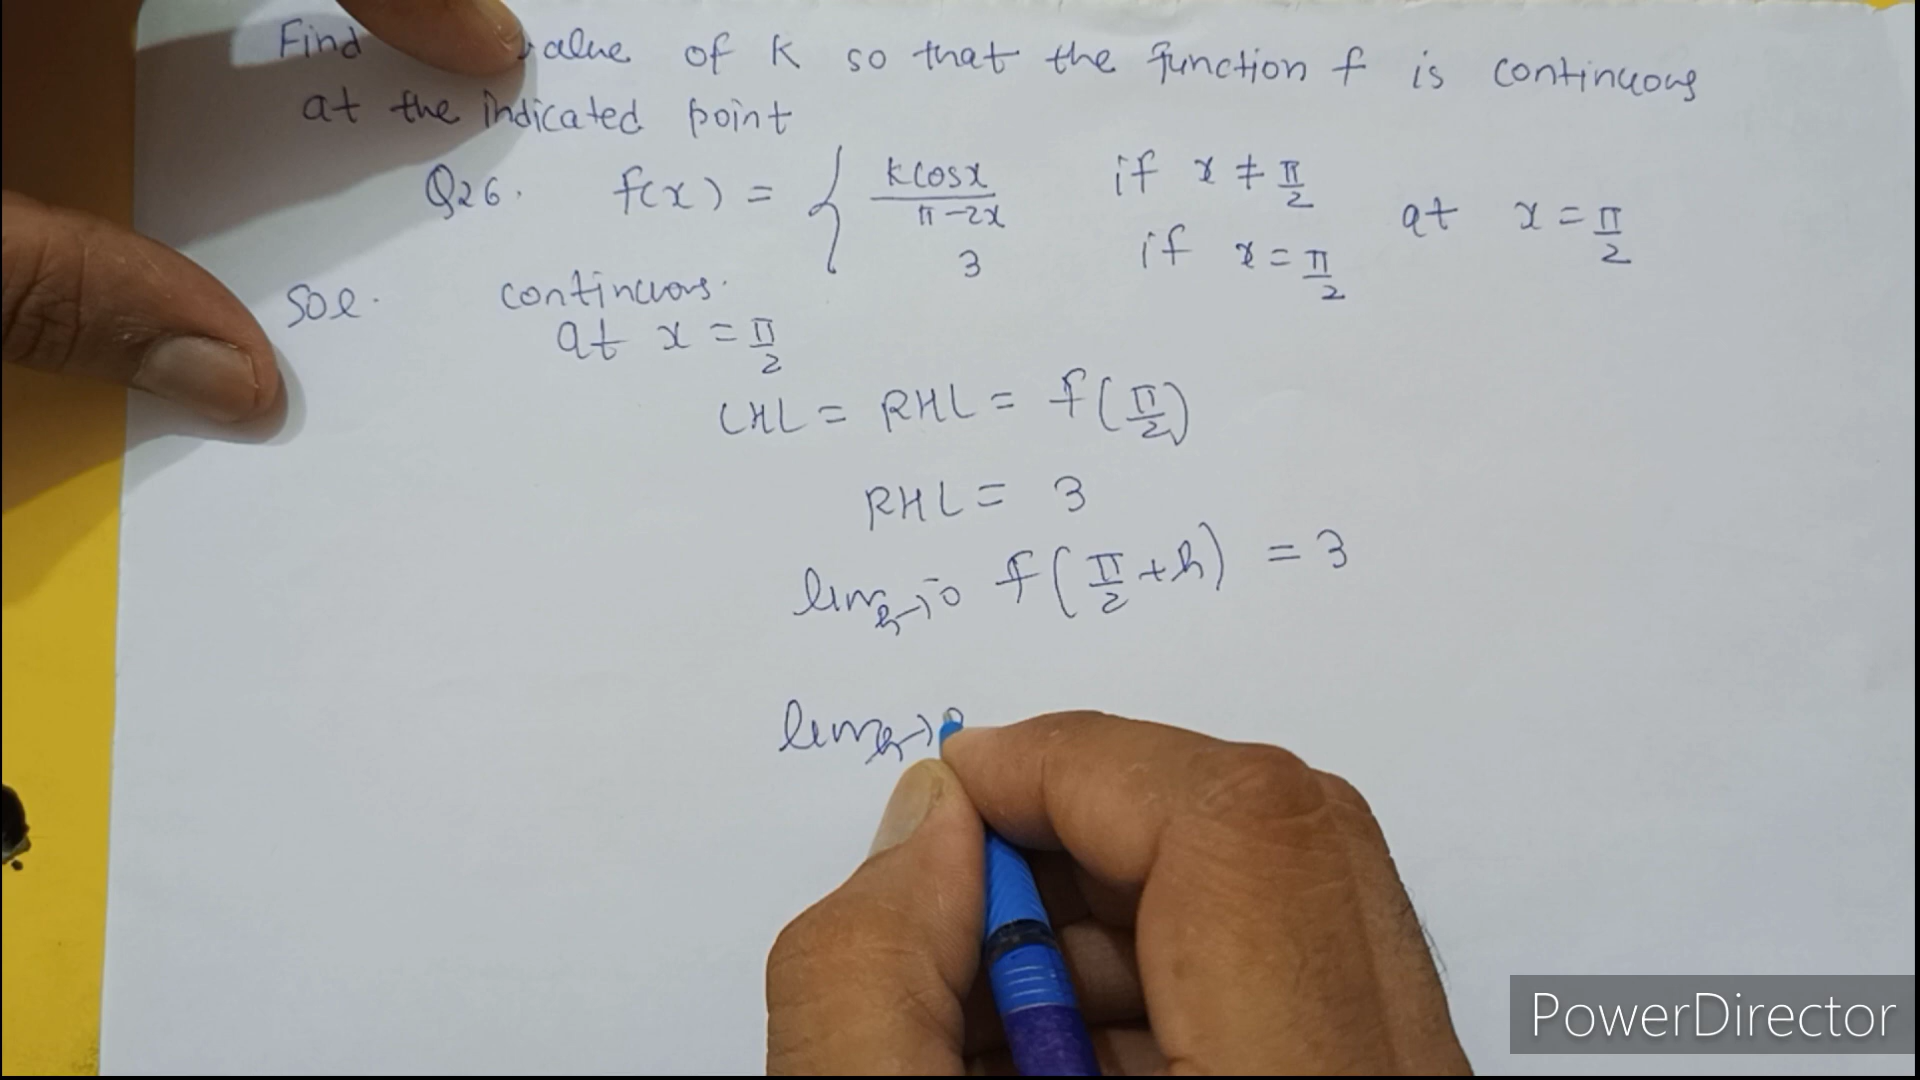 Find value of K so that the function f is continuous
at the indicated point
Q26. f(x) = { kcosx / π-2x if x ≠ π/2
3 if x = π/2 at x = π/2
Sol. continuous.
at x = π/2
LHL = RHL = f(π/2)
RHL = 3
lim h→0 f(π/2 + h) = 3
lim h→0
PowerDirector